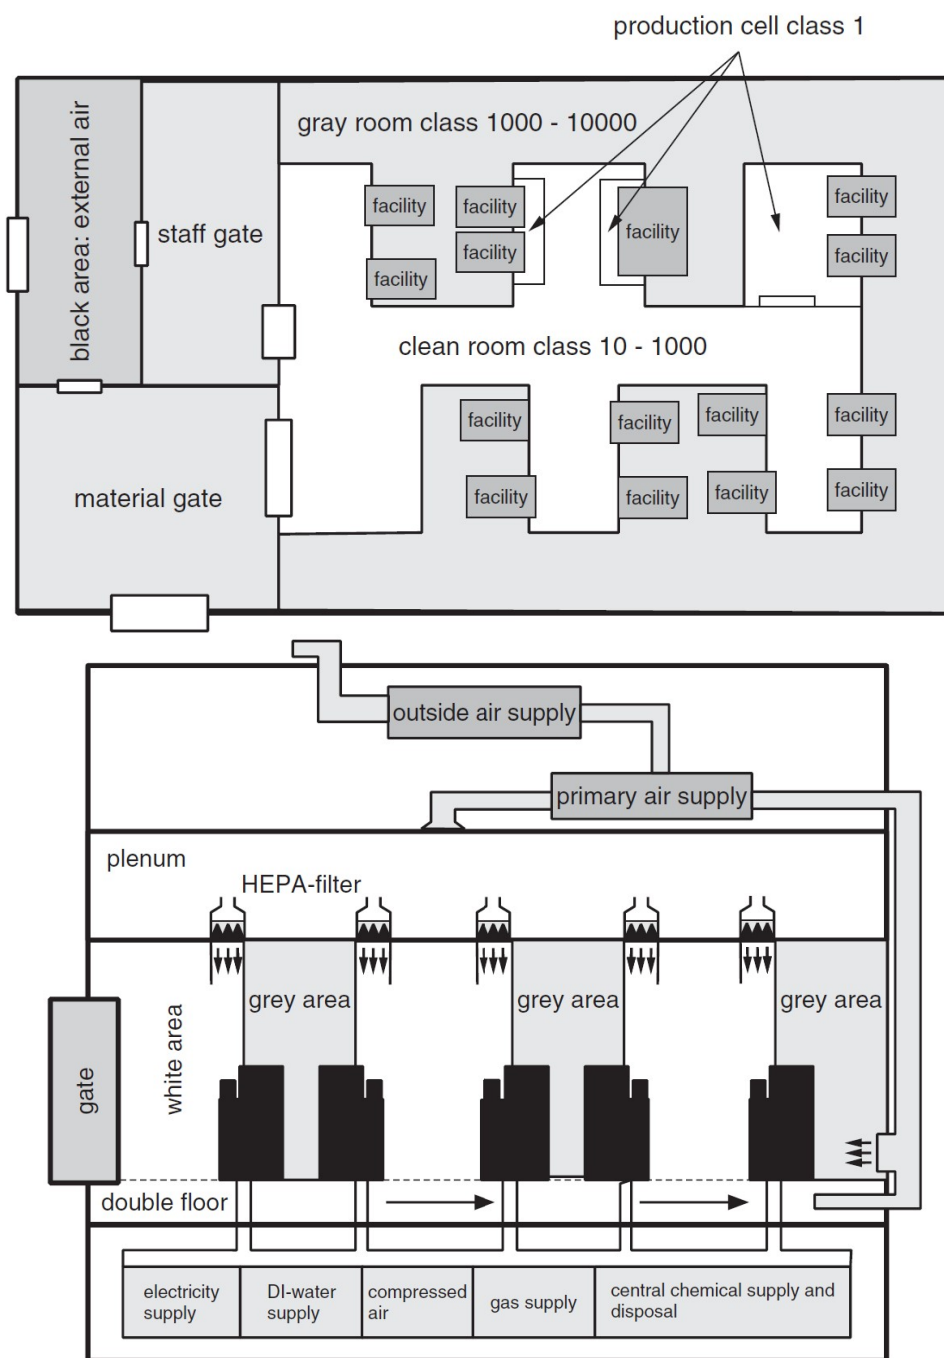 production cell class 1
gray room class 1000 - 10000
black area: external air
staff gate
facility
facility
facility
facility
facility
facility
facility
clean room class 10 - 1000
facility
facility
facility
facility
material gate
facility
facility
facility
facility
outside air supply
primary air supply
plenum
HEPA-filter
grey area
grey area
grey area
white area
gate
double floor
electricity
supply
DI-water
supply
compressed
air
gas supply
central chemical supply and
disposal